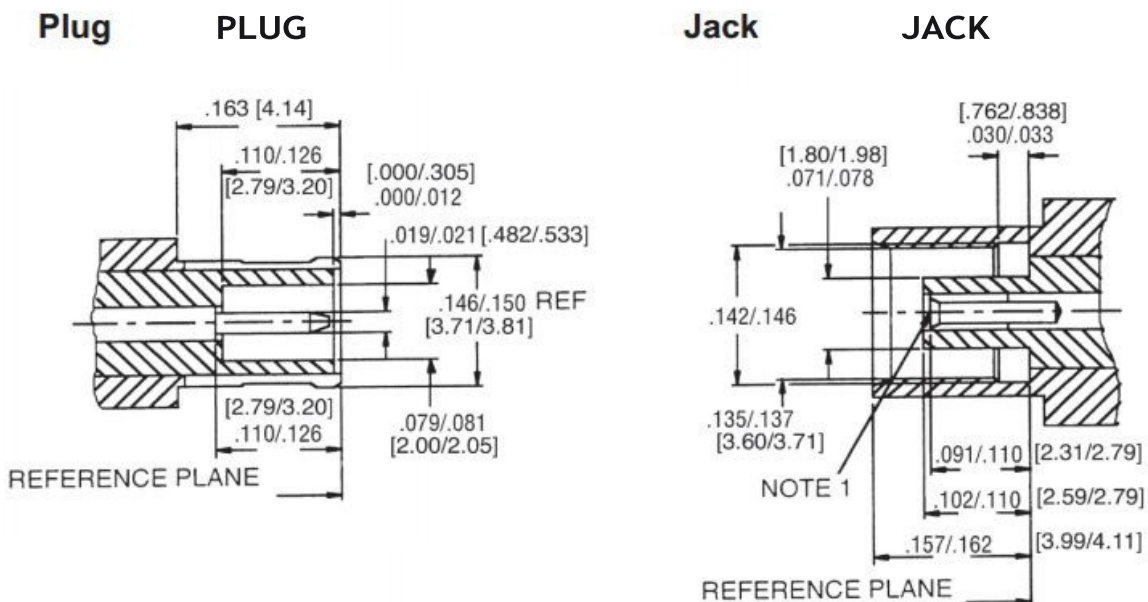 Plug
PLUG
.163 [4.14]
.110/.126
[2.79/3.20]
[.000/.305]
.000/.012
.019/.021 [.482/.533]
.146/.150 REF
[3.71/3.81]
[2.79/3.20]
.110/.126
.079/.081
[2.00/2.05]
REFERENCE PLANE
Jack
JACK
[.762/.838]
.030/.033
[1.80/1.98]
.071/.078
.142/.146
.135/.137
[3.60/3.71]
NOTE 1
.091/.110 [2.31/2.79]
.102/.110 [2.59/2.79]
.157/.162 [3.99/4.11]
REFERENCE PLANE